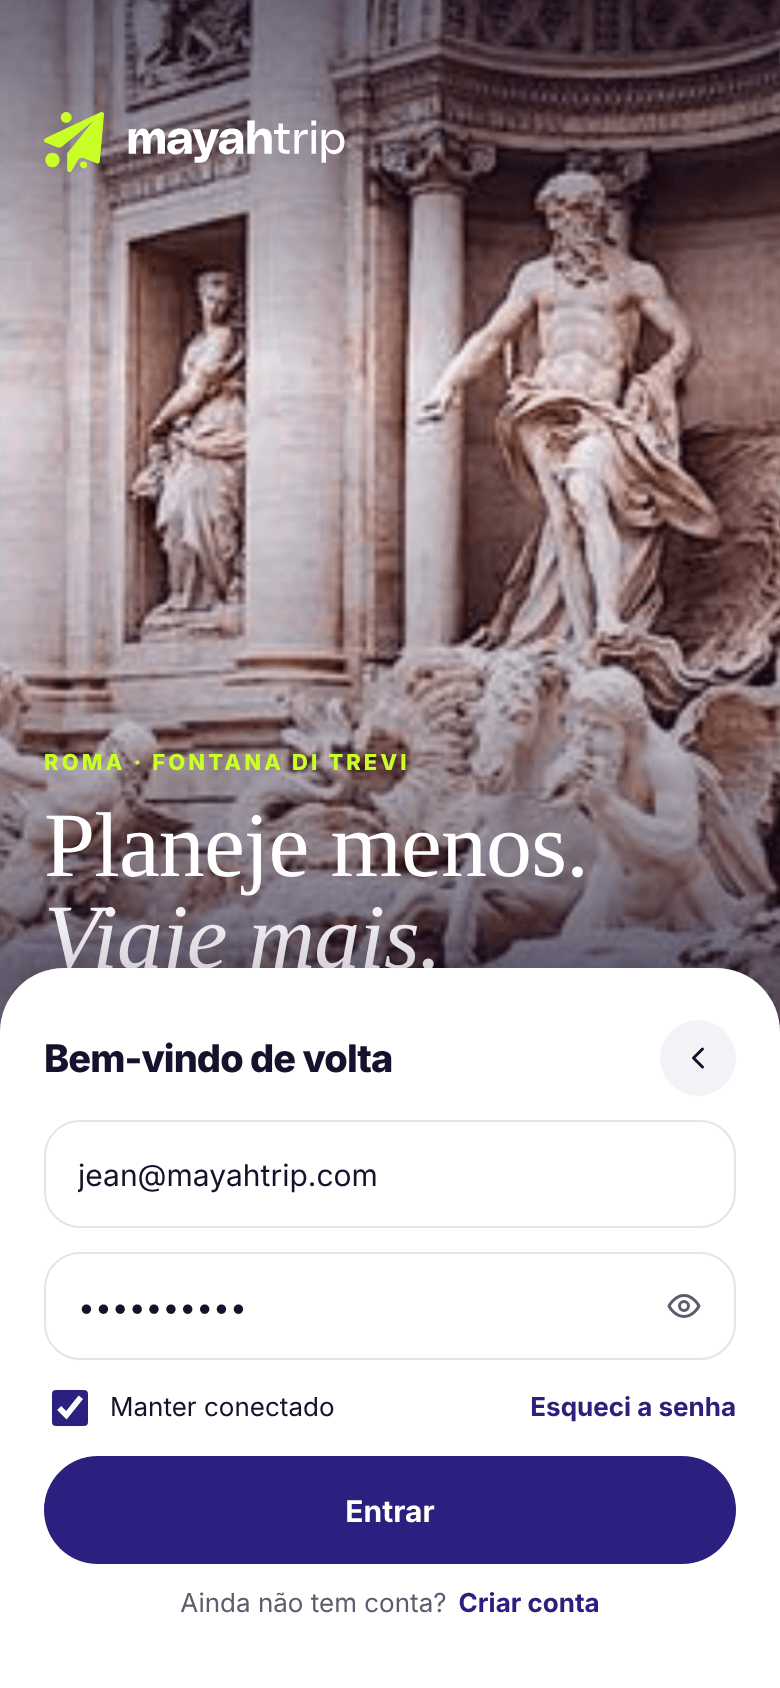 mayahtrip
ROMA · FONTANA DI TREVI
Planeje menos.
Viaje mais.
Bem-vindo de volta
jean@mayahtrip.com
••••••••••
Manter conectado
Esqueci a senha
Entrar
Ainda não tem conta? Criar conta